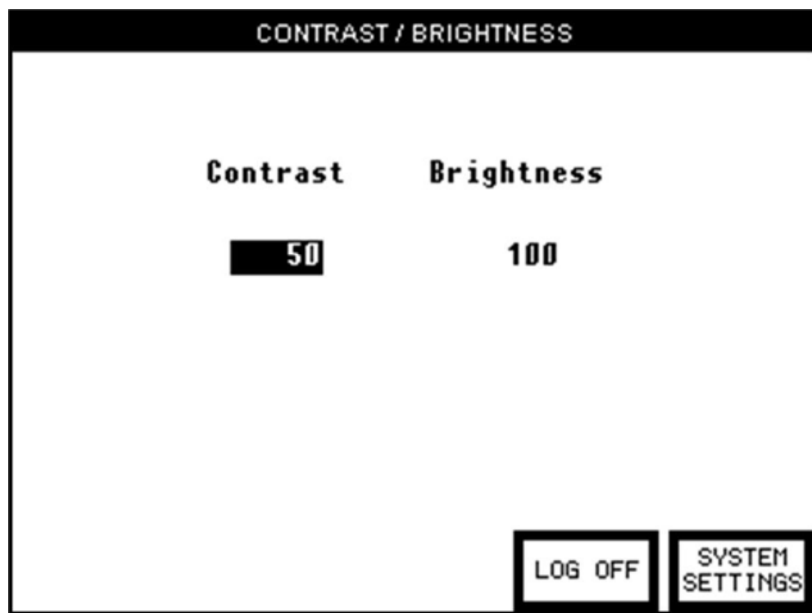 CONTRAST / BRIGHTNESS
Contrast Brightness
50 100
LOG OFF
SYSTEM
SETTINGS